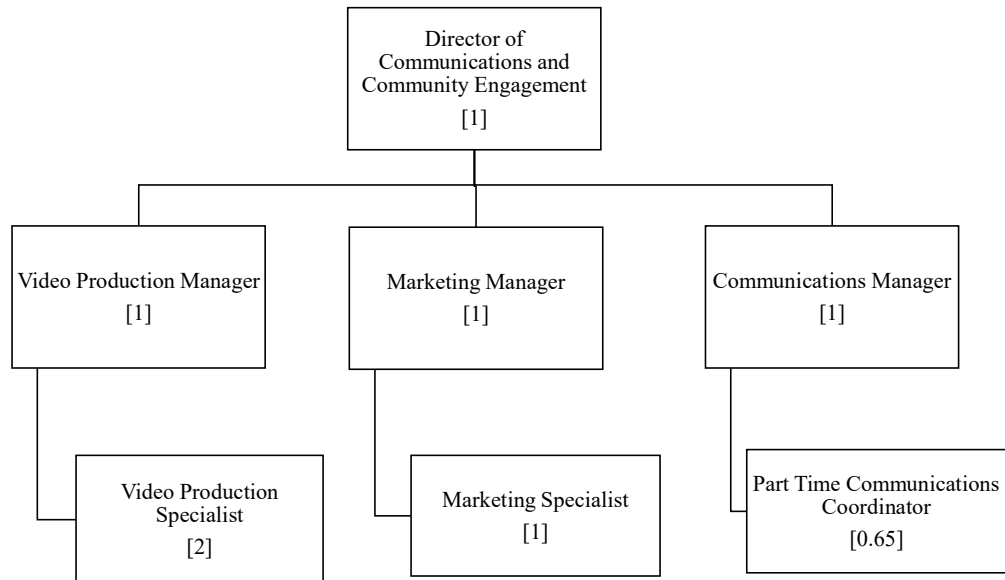 Director of
Communications and
Community Engagement
[1]
Video Production Manager
[1]
Marketing Manager
[1]
Communications Manager
[1]
Video Production
Specialist
[2]
Marketing Specialist
[1]
Part Time Communications
Coordinator
[0.65]